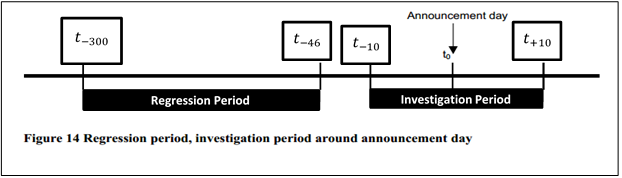 Announcement day
t₋₃₀₀
t₋₄₆
t₋₁₀
t₀
t₊₁₀
Regression Period
Investigation Period
Figure 14 Regression period, investigation period around announcement day